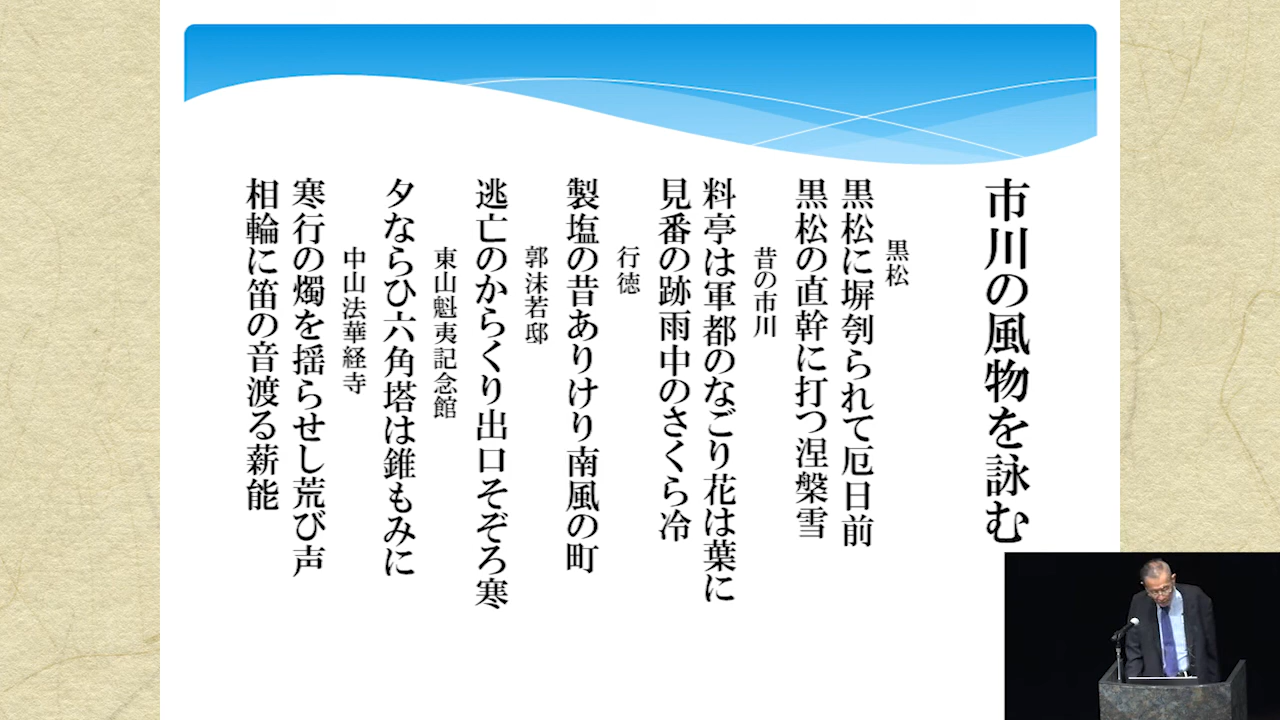 市川の風物を詠む
黒松
黒松に塀刳られて厄日前
黒松の直幹に打つ涅槃雪
昔の市川
料亭は軍都のなごり花は葉に
見番の跡雨中のさくら冷
行徳
製塩の昔ありけり南風の町
郭沫若邸
逃亡のからくり出口そぞろ寒
東山魁夷記念館
夕ならひ六角塔は錐もみに
中山法華経寺
寒行の燭を揺らせし荒び声
相輪に笛の音渡る薪能